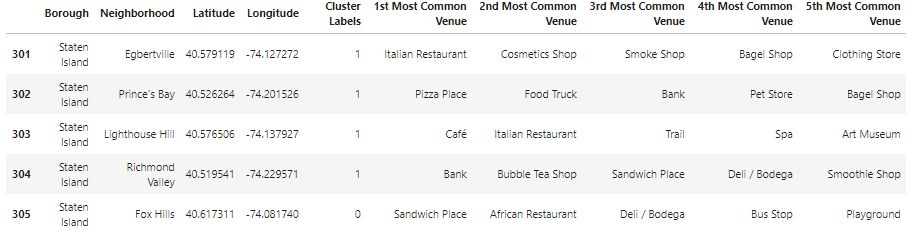 Borough Neighborhood Latitude Longitude Cluster Labels 1st Most Common Venue 2nd Most Common Venue 3rd Most Common Venue 4th Most Common Venue 5th Most Common Venue
301 Staten Island Egbertville 40.579119 -74.127272 1 Italian Restaurant Cosmetics Shop Smoke Shop Bagel Shop Clothing Store
302 Staten Island Prince's Bay 40.526264 -74.201526 1 Pizza Place Food Truck Bank Pet Store Bagel Shop
303 Staten Island Lighthouse Hill 40.576506 -74.137927 1 Café Italian Restaurant Trail Spa Art Museum
304 Staten Island Richmond Valley 40.519541 -74.229571 1 Bank Bubble Tea Shop Sandwich Place Deli / Bodega Smoothie Shop
305 Staten Island Fox Hills 40.617311 -74.081740 0 Sandwich Place African Restaurant Deli / Bodega Bus Stop Playground